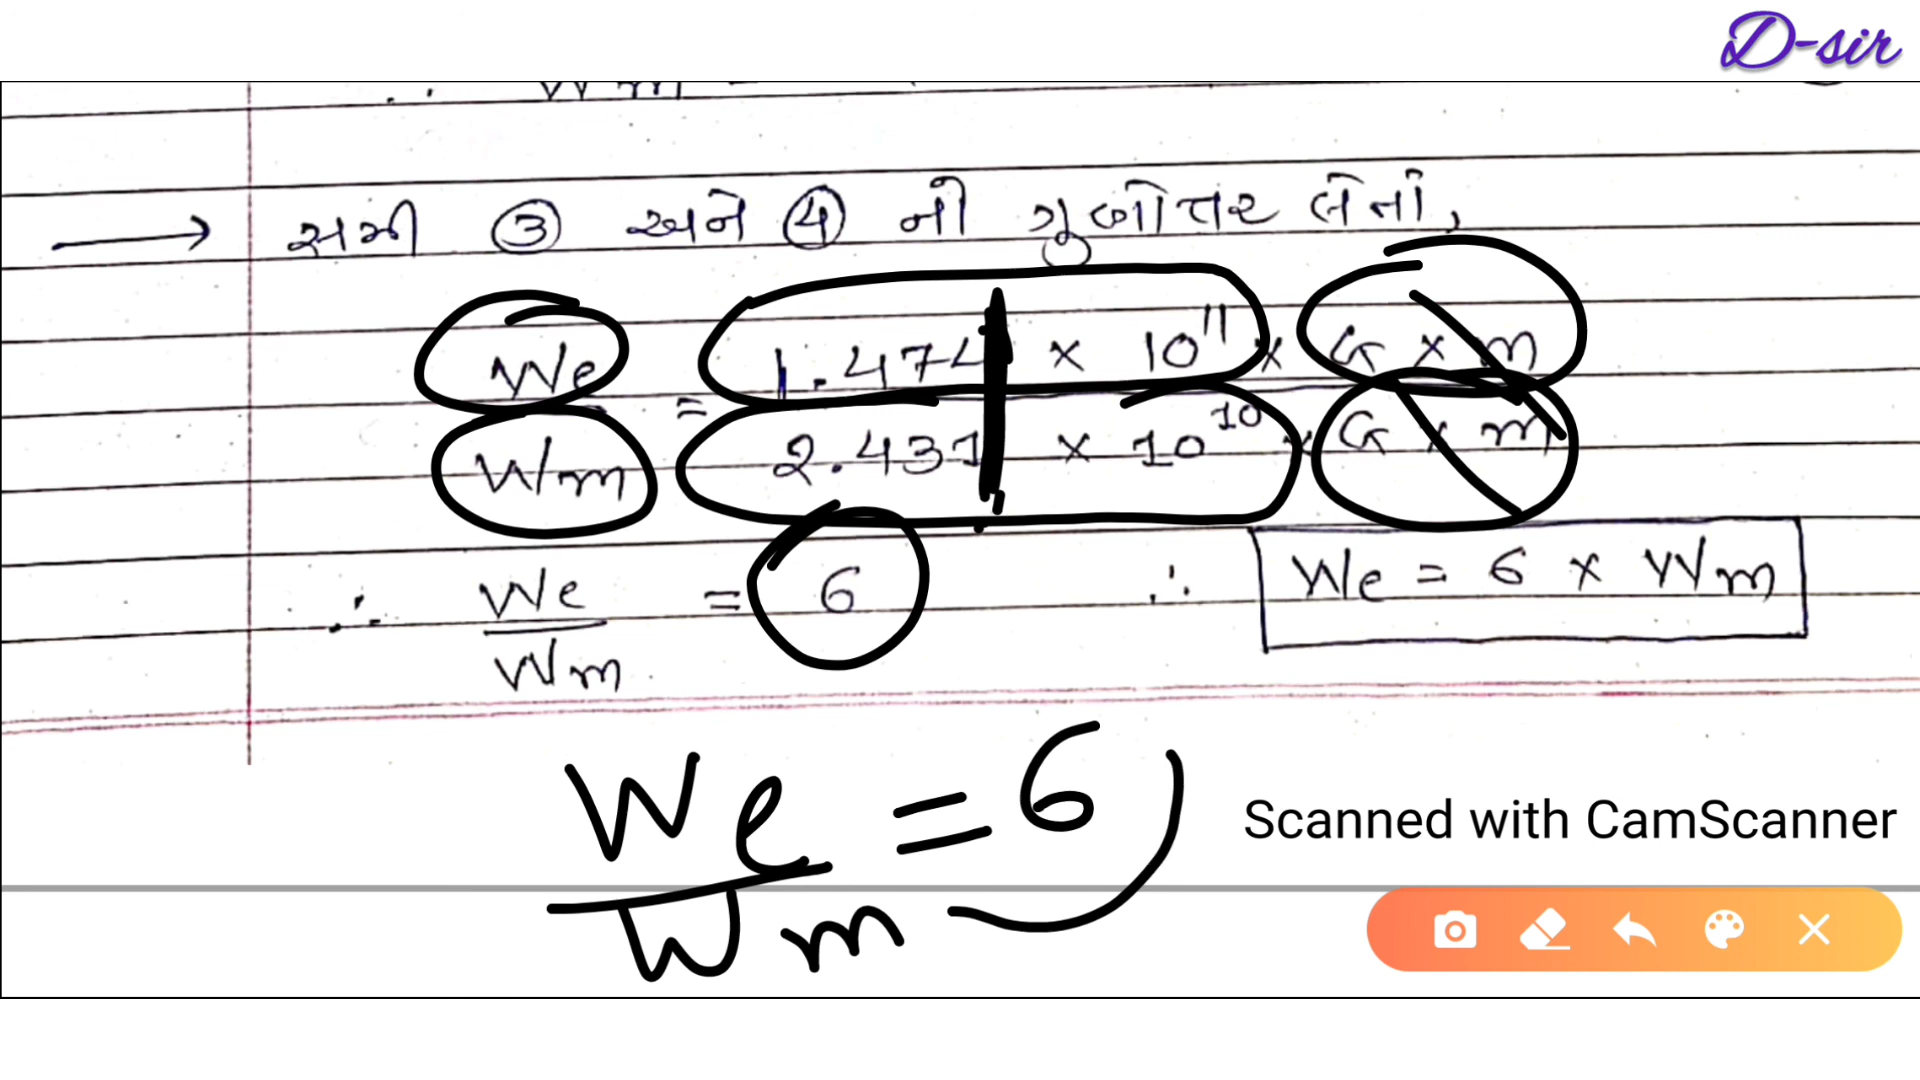 D-sir
→ સમી ③ અને ④ નો ગુણોત્તર લેતાં,
We = 1.474 × 10¹¹ × G × m
Wm 2.431 × 10¹⁰ × G × m
∴ We = 6 ∴ We = 6 × Wm
Wm
We = 6
Wm
Scanned with CamScanner